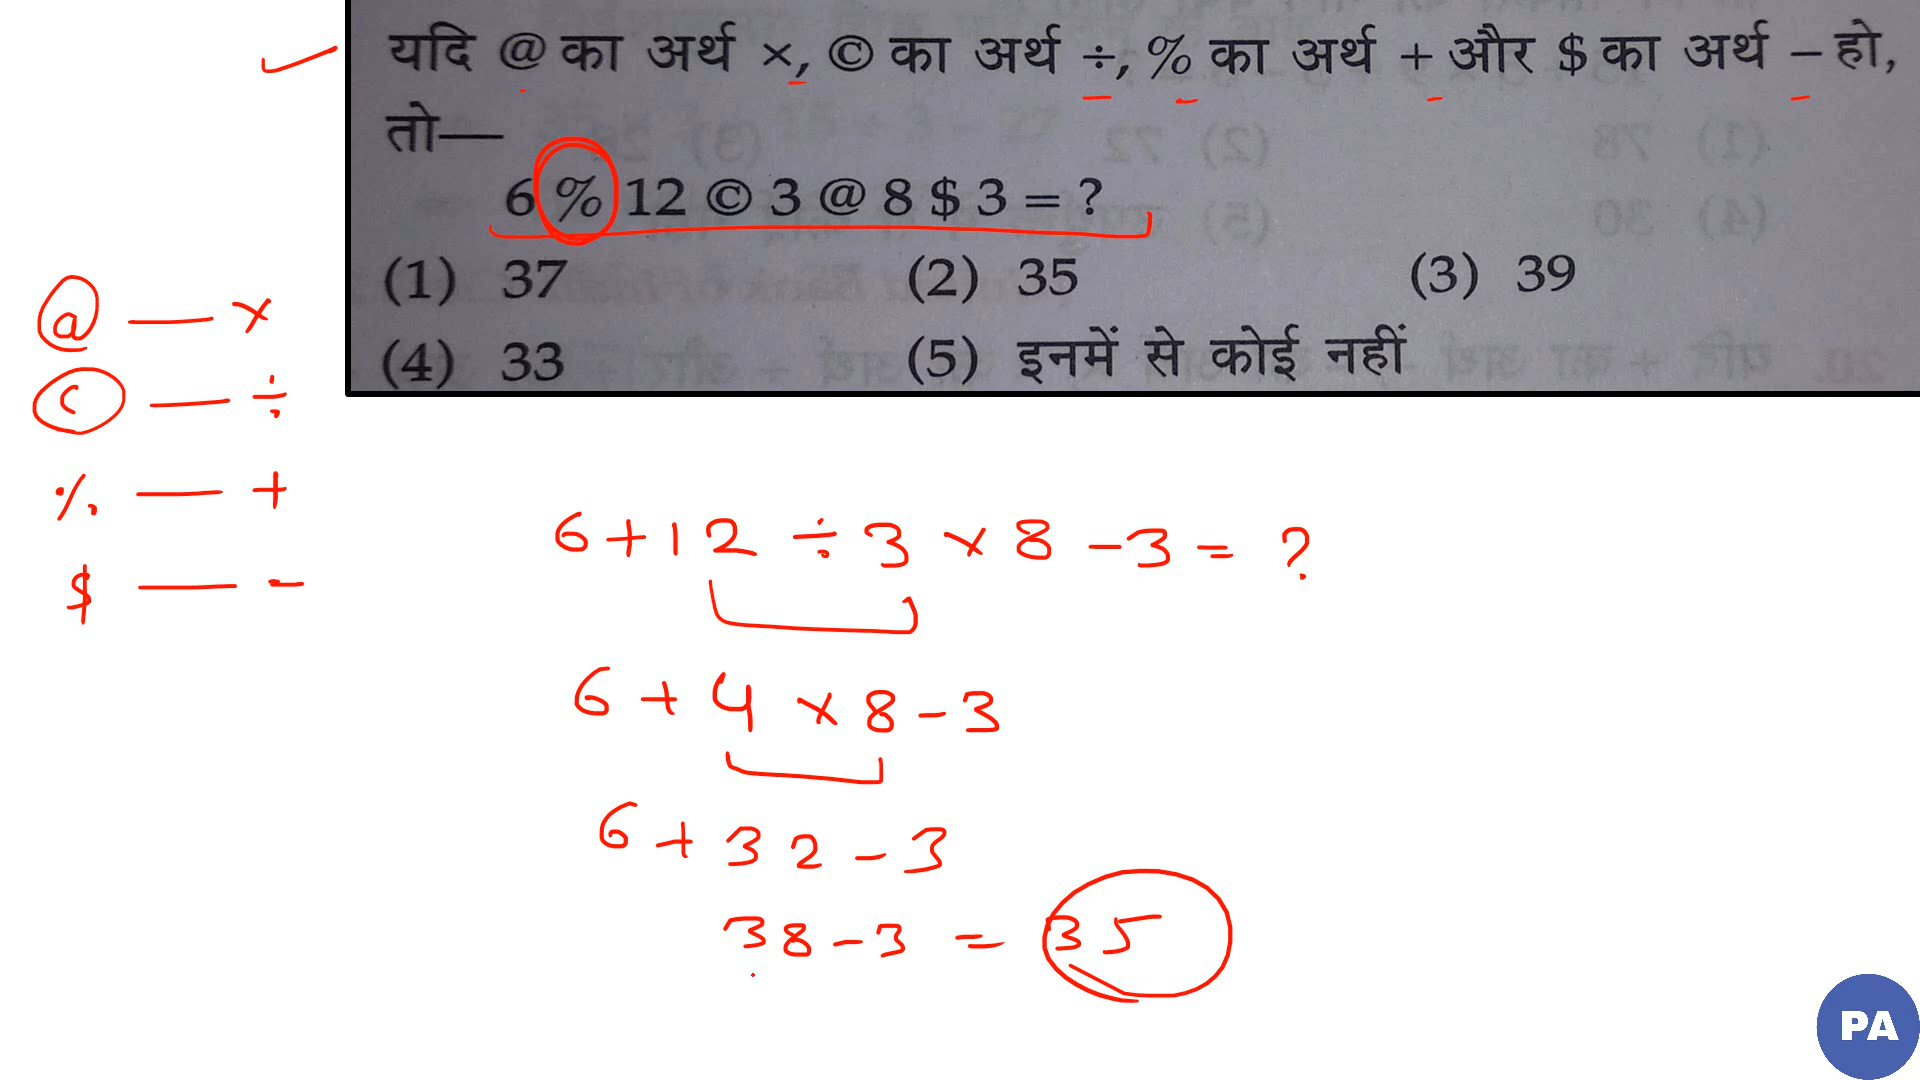 यदि @ का अर्थ ×, © का अर्थ ÷, % का अर्थ + और $ का अर्थ – हो,
तो—
6 % 12 © 3 @ 8 $ 3 = ?
(1) 37 (2) 35 (3) 39
(4) 33 (5) इनमें से कोई नहीं
@ — ×
© — ÷
% — +
$ — -
6 + 12 ÷ 3 × 8 - 3 = ?
6 + 4 × 8 - 3
6 + 32 - 3
38 - 3 = 35
PA